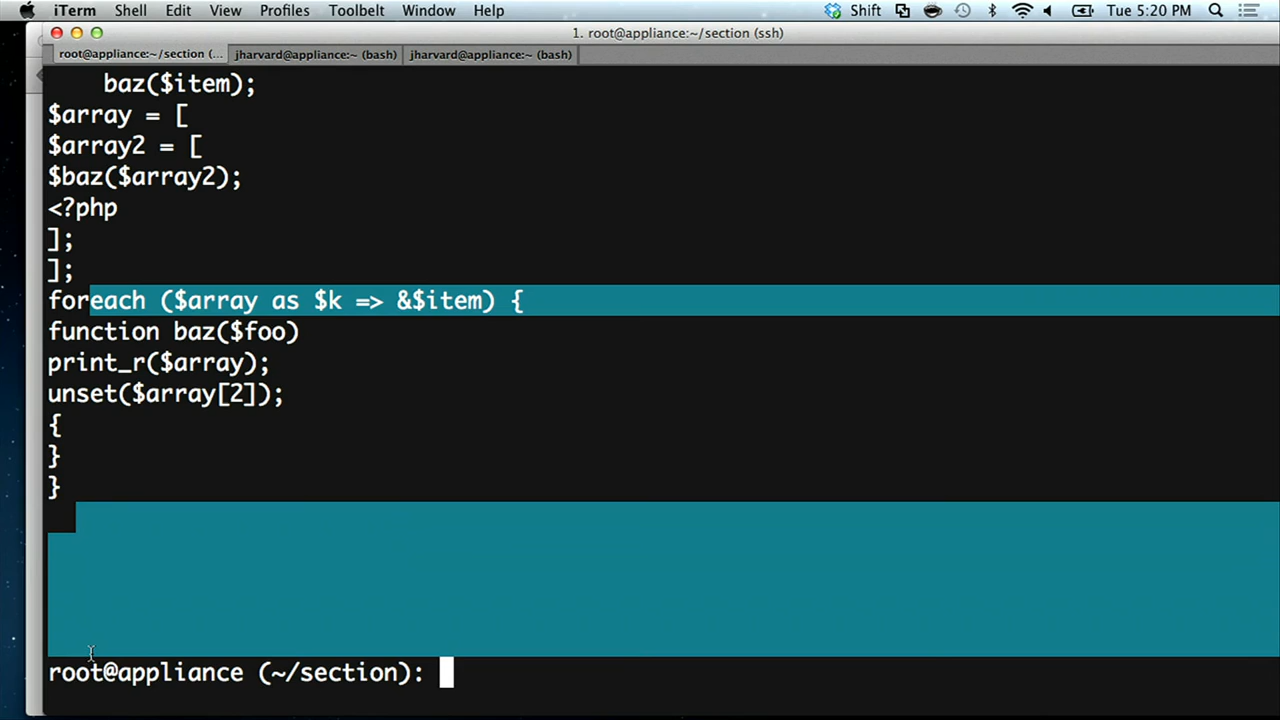 iTerm Shell Edit View Profiles Toolbelt Window Help Shift Tue 5:20 PM
1. root@appliance:~/section (ssh)
root@appliance:~/section (... jharvard@appliance:~ (bash) jharvard@appliance:~ (bash)
    baz($item);
$array = [
$array2 = [
$baz($array2);
<?php
];
];
foreach ($array as $k => &$item) {
function baz($foo)
print_r($array);
unset($array[2]);
{
}
}
root@appliance (~/section):